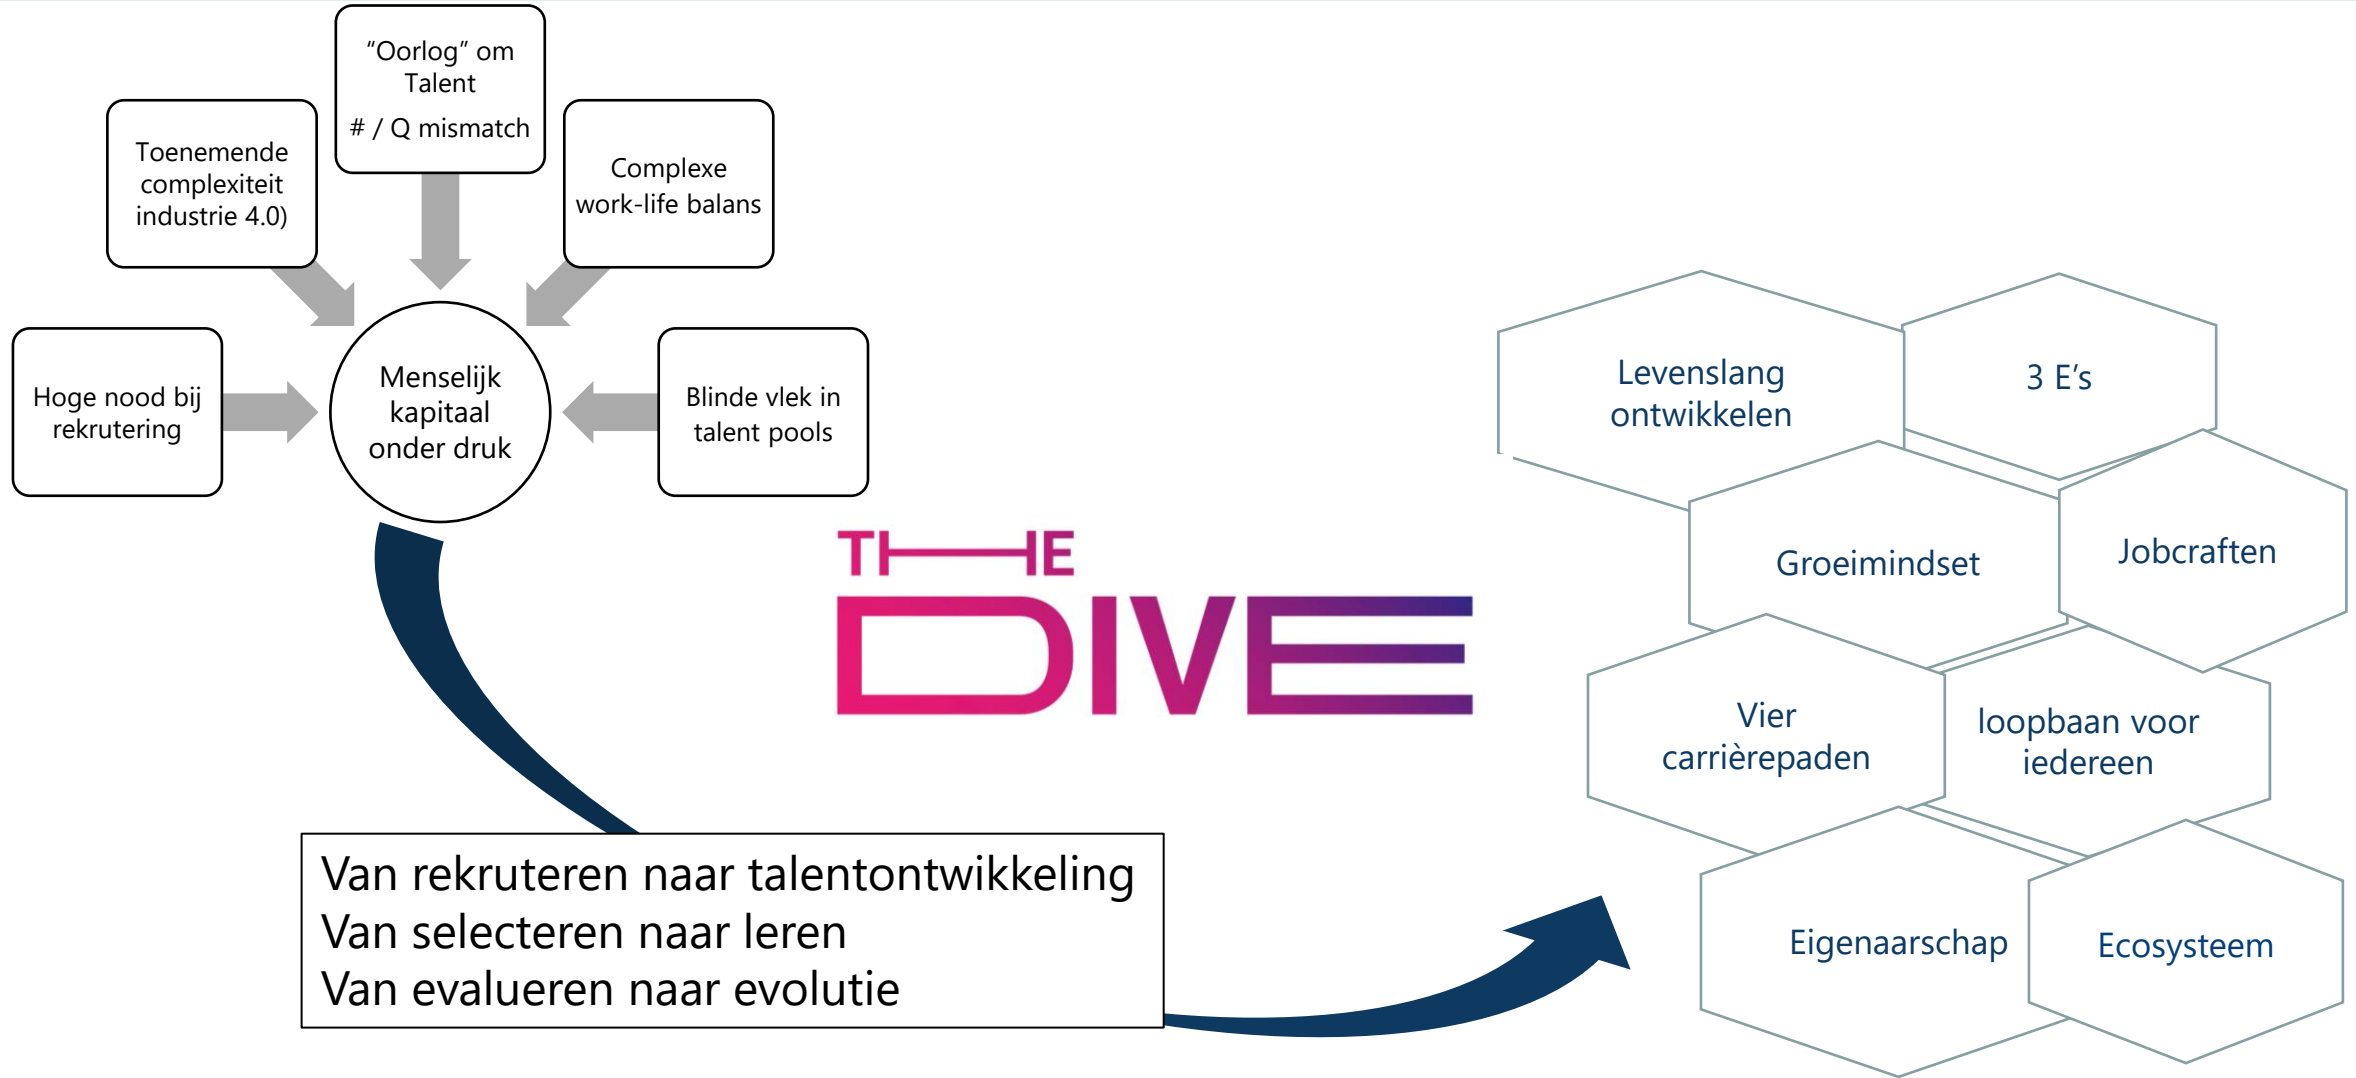 “Oorlog” om
Talent
# / Q mismatch
Toenemende
complexiteit
industrie 4.0)
Complexe
work-life balans
Hoge nood bij
rekrutering
Menselijk
kapitaal
onder druk
Blinde vlek in
talent pools
THE
DIVE
Van rekruteren naar talentontwikkeling
Van selecteren naar leren
Van evalueren naar evolutie
Levenslang
ontwikkelen
3 E’s
Groeimindset
Jobcraften
Vier
carrièrepaden
loopbaan voor
iedereen
Eigenaarschap
Ecosysteem